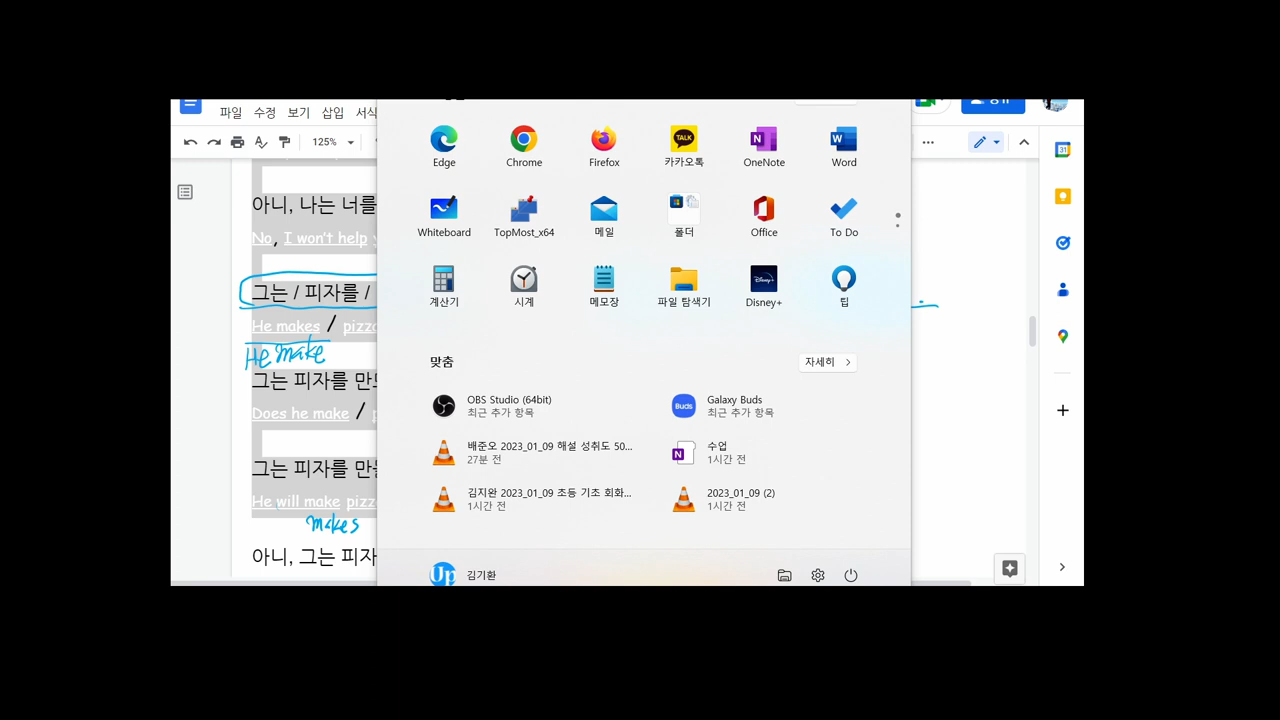 파일 수정 보기 삽입 서식
125%
아니, 나는 너를
No, I won't help
그는 / 피자를 /
He makes / pizz
He make
그는 피자를 만
Does he make /
그는 피자를 만
He will make pizz
makes
아니, 그는 피자
Edge Chrome Firefox 카카오톡 OneNote Word
Whiteboard TopMost_x64 메일 폴더 Office To Do
계산기 시계 메모장 파일 탐색기 Disney+ 팁
맞춤 자세히
OBS Studio (64bit)
최근 추가 항목
Galaxy Buds
최근 추가 항목
배준오 2023_01_09 해설 성취도 50...
27분 전
수업
1시간 전
김지완 2023_01_09 초등 기초 회화...
1시간 전
2023_01_09 (2)
1시간 전
Up 김기환
TALK
Buds
Disney+
31